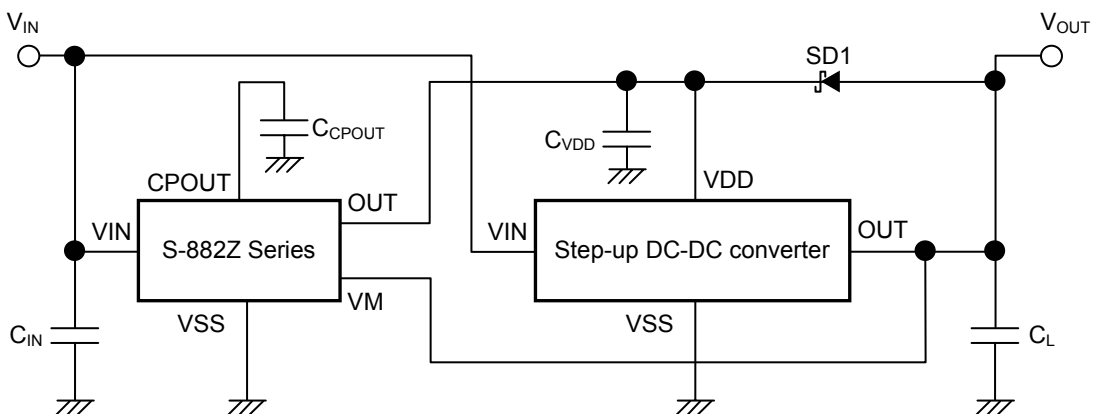 VIN
VOUT
SD1
CCPOUT
CVDD
CPOUT
OUT
VDD
VIN
S-882Z Series
VIN
Step-up DC-DC converter
OUT
VM
CIN
VSS
VSS
CL